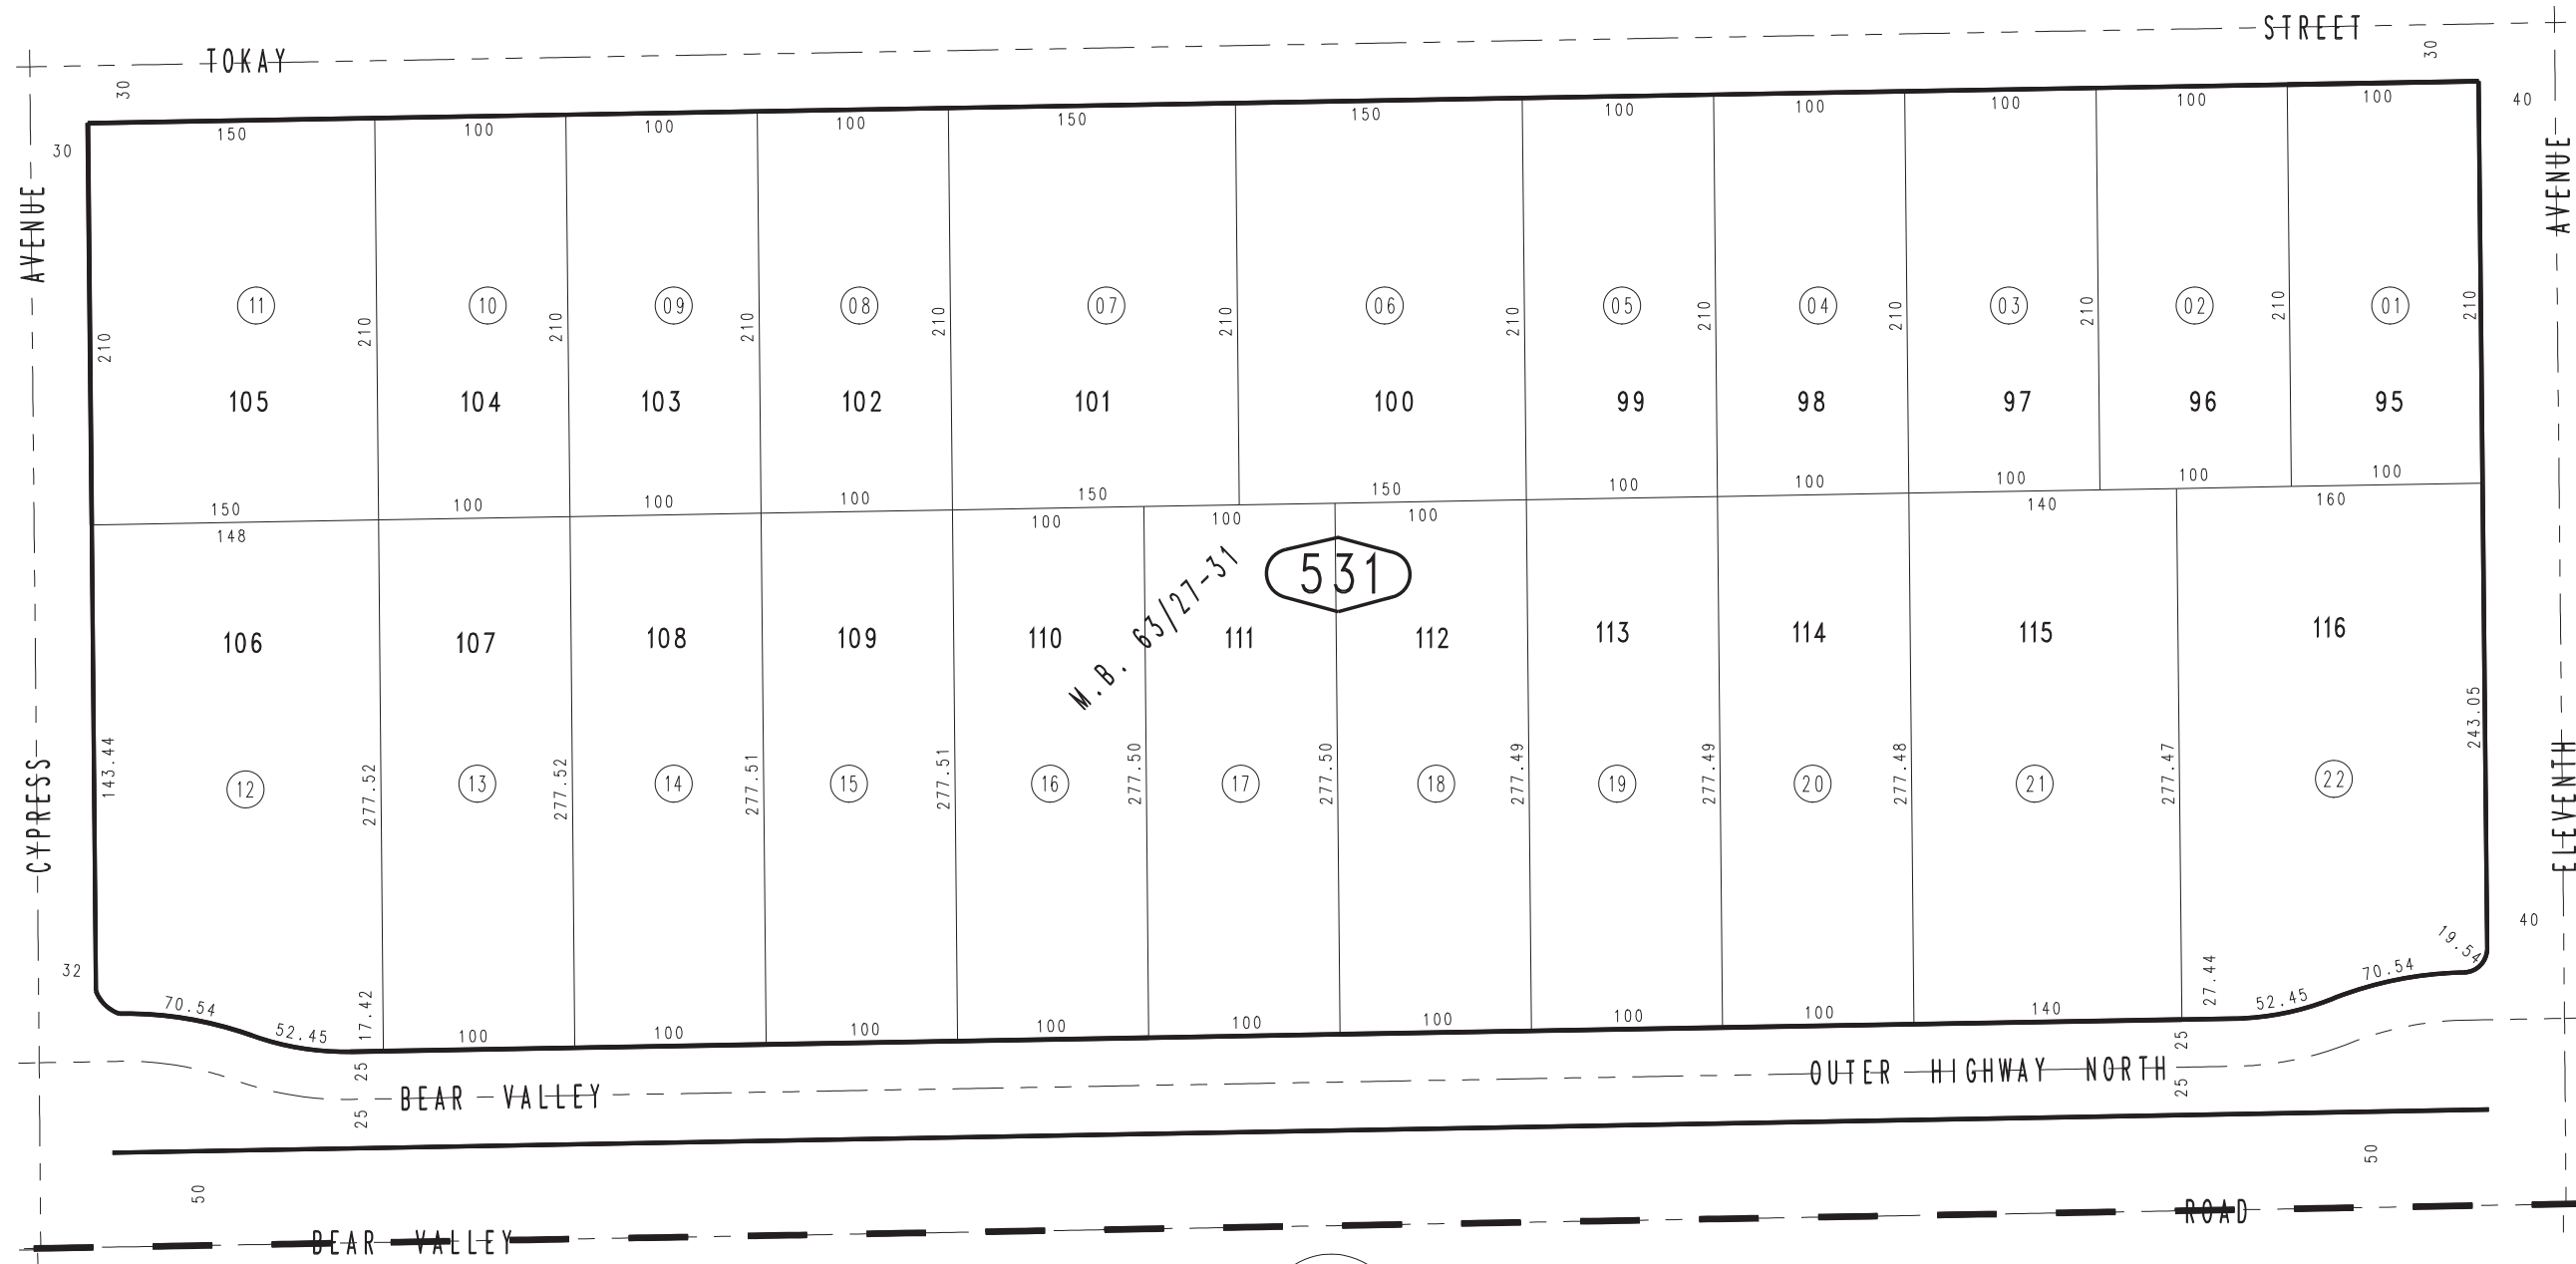 TOKAY STREET
30 30
150 100 100 100 150 150 100 100 100 100 100
30 40
AVENUE AVENUE
11 10 09 08 07 06 05 04 03 02 01
210 210 210 210 210 210 210 210 210 210 210 210
105 104 103 102 101 100 99 98 97 96 95
150 100 100 100 150 150 100 100 100 100 100
148 100 100 100 140 160
531
M.B. 63/27-31
106 107 108 109 110 111 112 113 114 115 116
143.44 277.52 277.52 277.51 277.51 277.50 277.50 277.49 277.49 277.48 277.47 243.05
12 13 14 15 16 17 18 19 20 21 22
CYPRESS ELEVENTH
32 40
70.54 52.45 17.42 27.44 52.45 70.54 19.54
100 100 100 100 100 100 100 100 140
25 25
BEAR VALLEY OUTER HIGHWAY NORTH
25 25
50 50
BEAR VALLEY ROAD